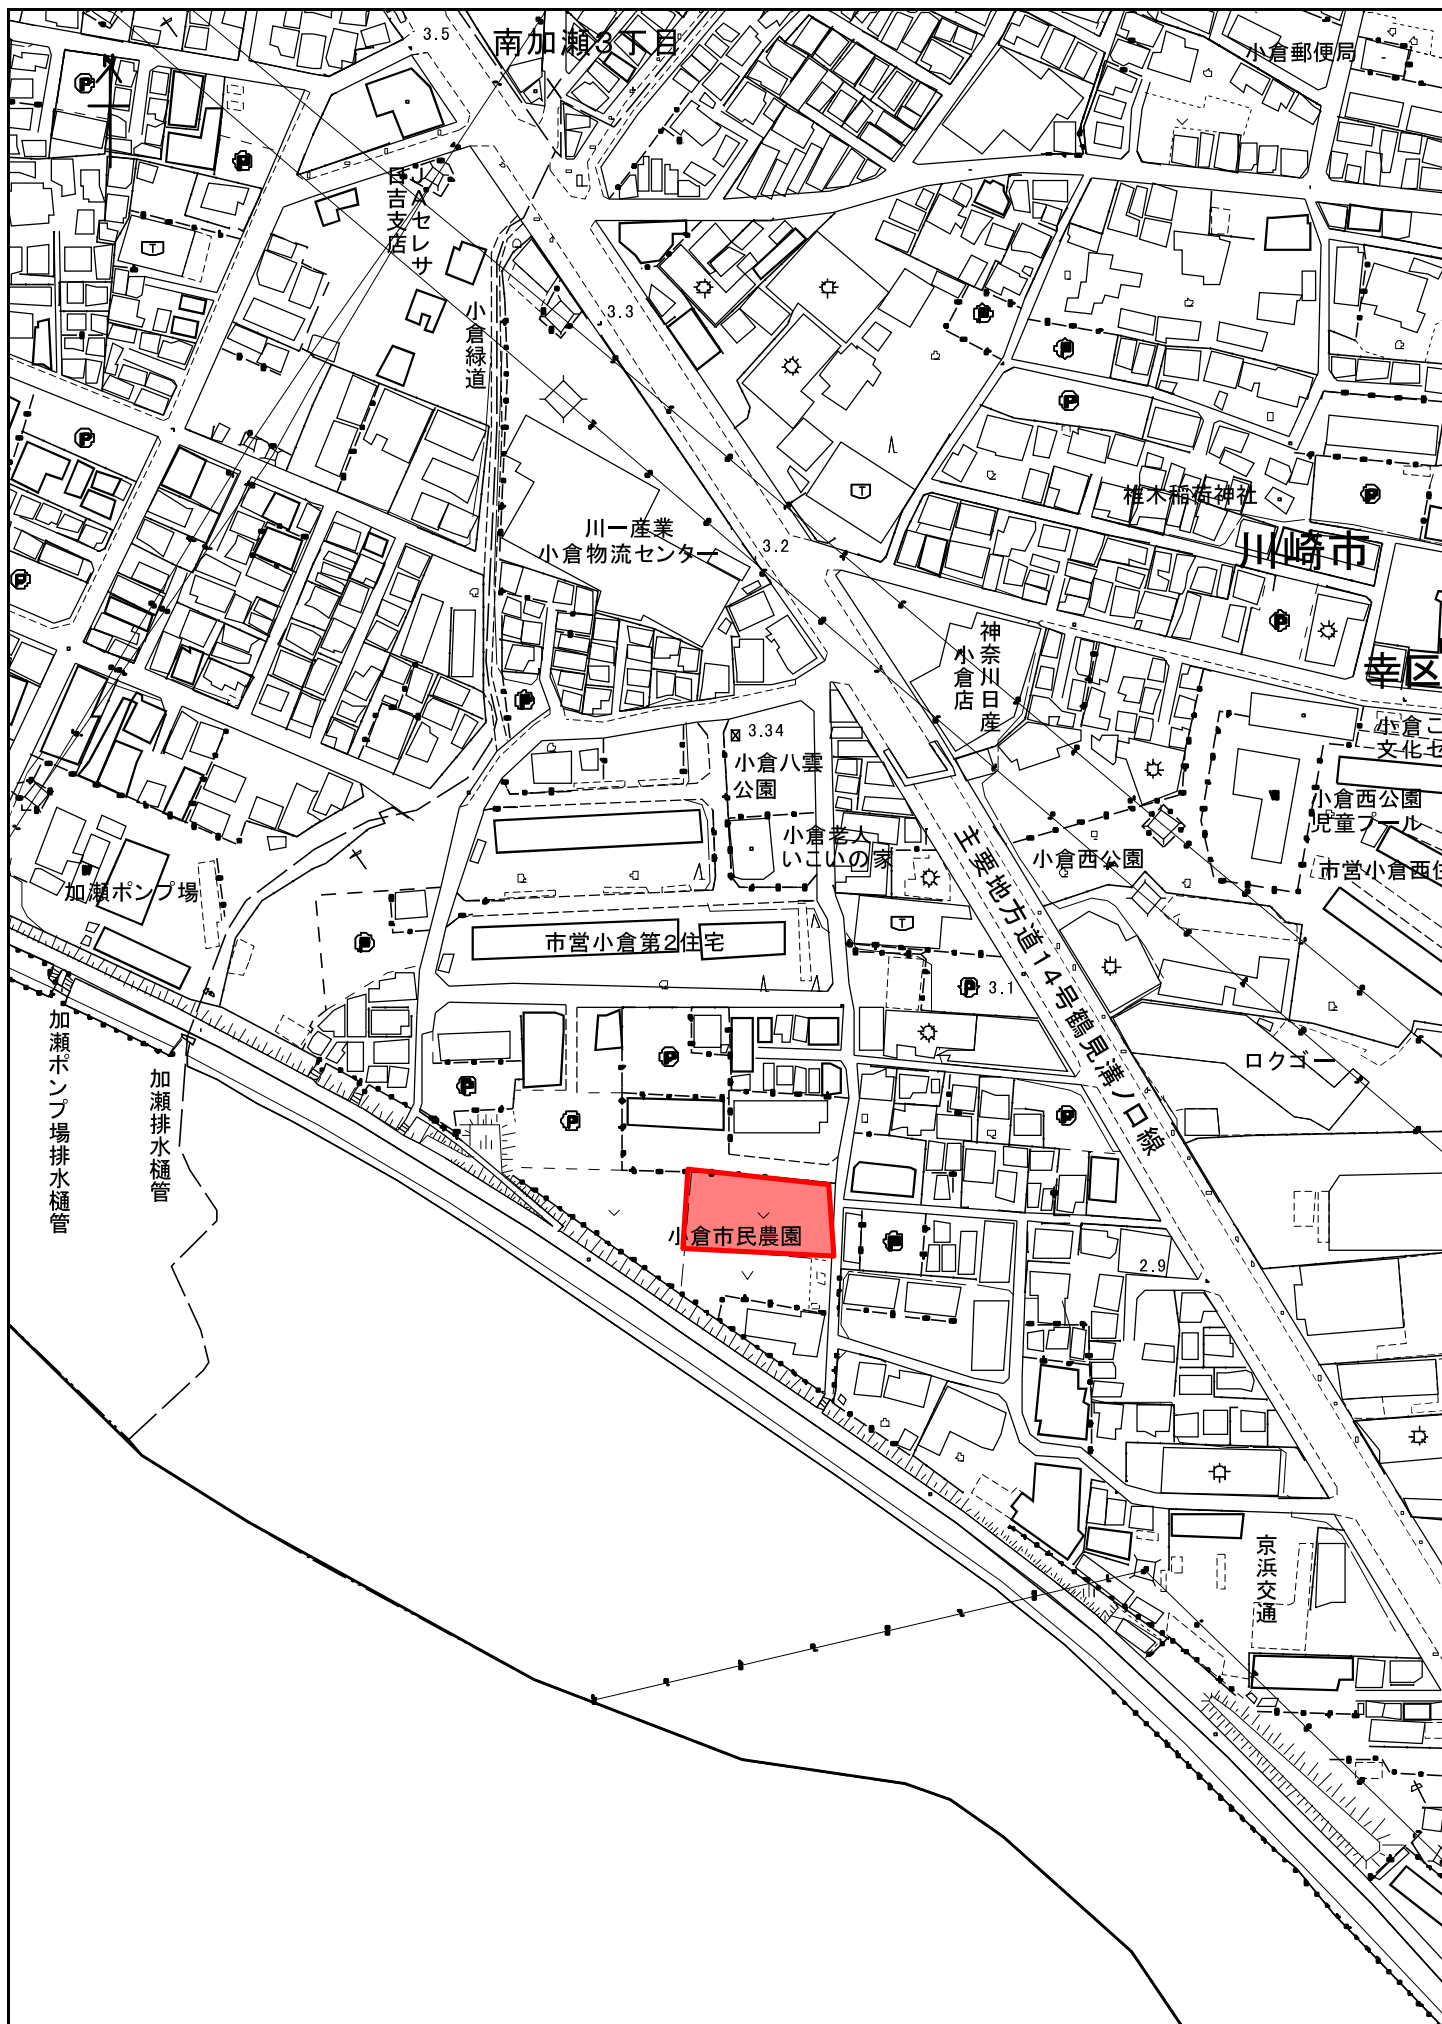 3.5
南加瀬3丁目
小倉郵便局
JAセレサ
日吉支店
小倉緑道
3.3
椎木稲荷神社
川一産業
小倉物流センター
3.2
川崎市
神奈川日産
小倉店
幸区
3.34
小倉八雲
公園
小倉こ
文化セ
小倉西公園
児童プール
小倉老人
いこいの家
主要地方道14号鶴見溝ノ口線
小倉西公園
市営小倉西住
加瀬ポンプ場
市営小倉第2住宅
3.1
加瀬ポンプ場排水樋管
加瀬排水樋管
ロクゴー
小倉市民農園
2.9
京浜交通